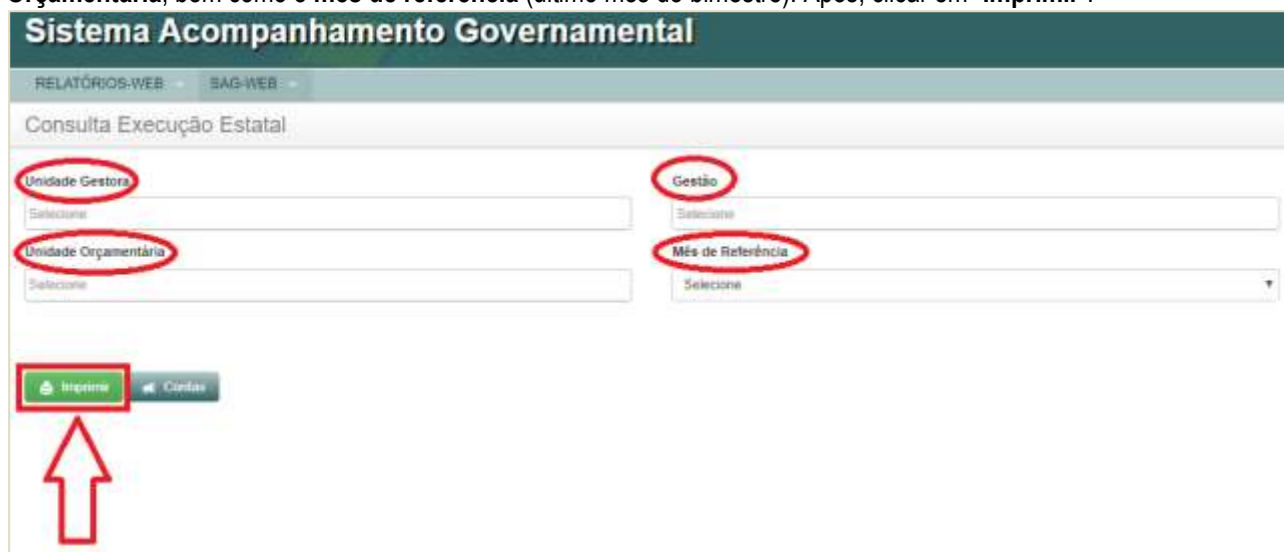 orçamentária, bem como o mês de referência (último mês do bimestre). Após, clicar em "Imprimir".
Sistema Acompanhamento Governamental
RELATÓRIOS-WEB SAG-WEB
Consulta Execução Estatal
Unidade Gestora Gestão
Selecione Selecione
Unidade Orçamentária Mês de Referência
Selecione Selecione
Imprimir Contas